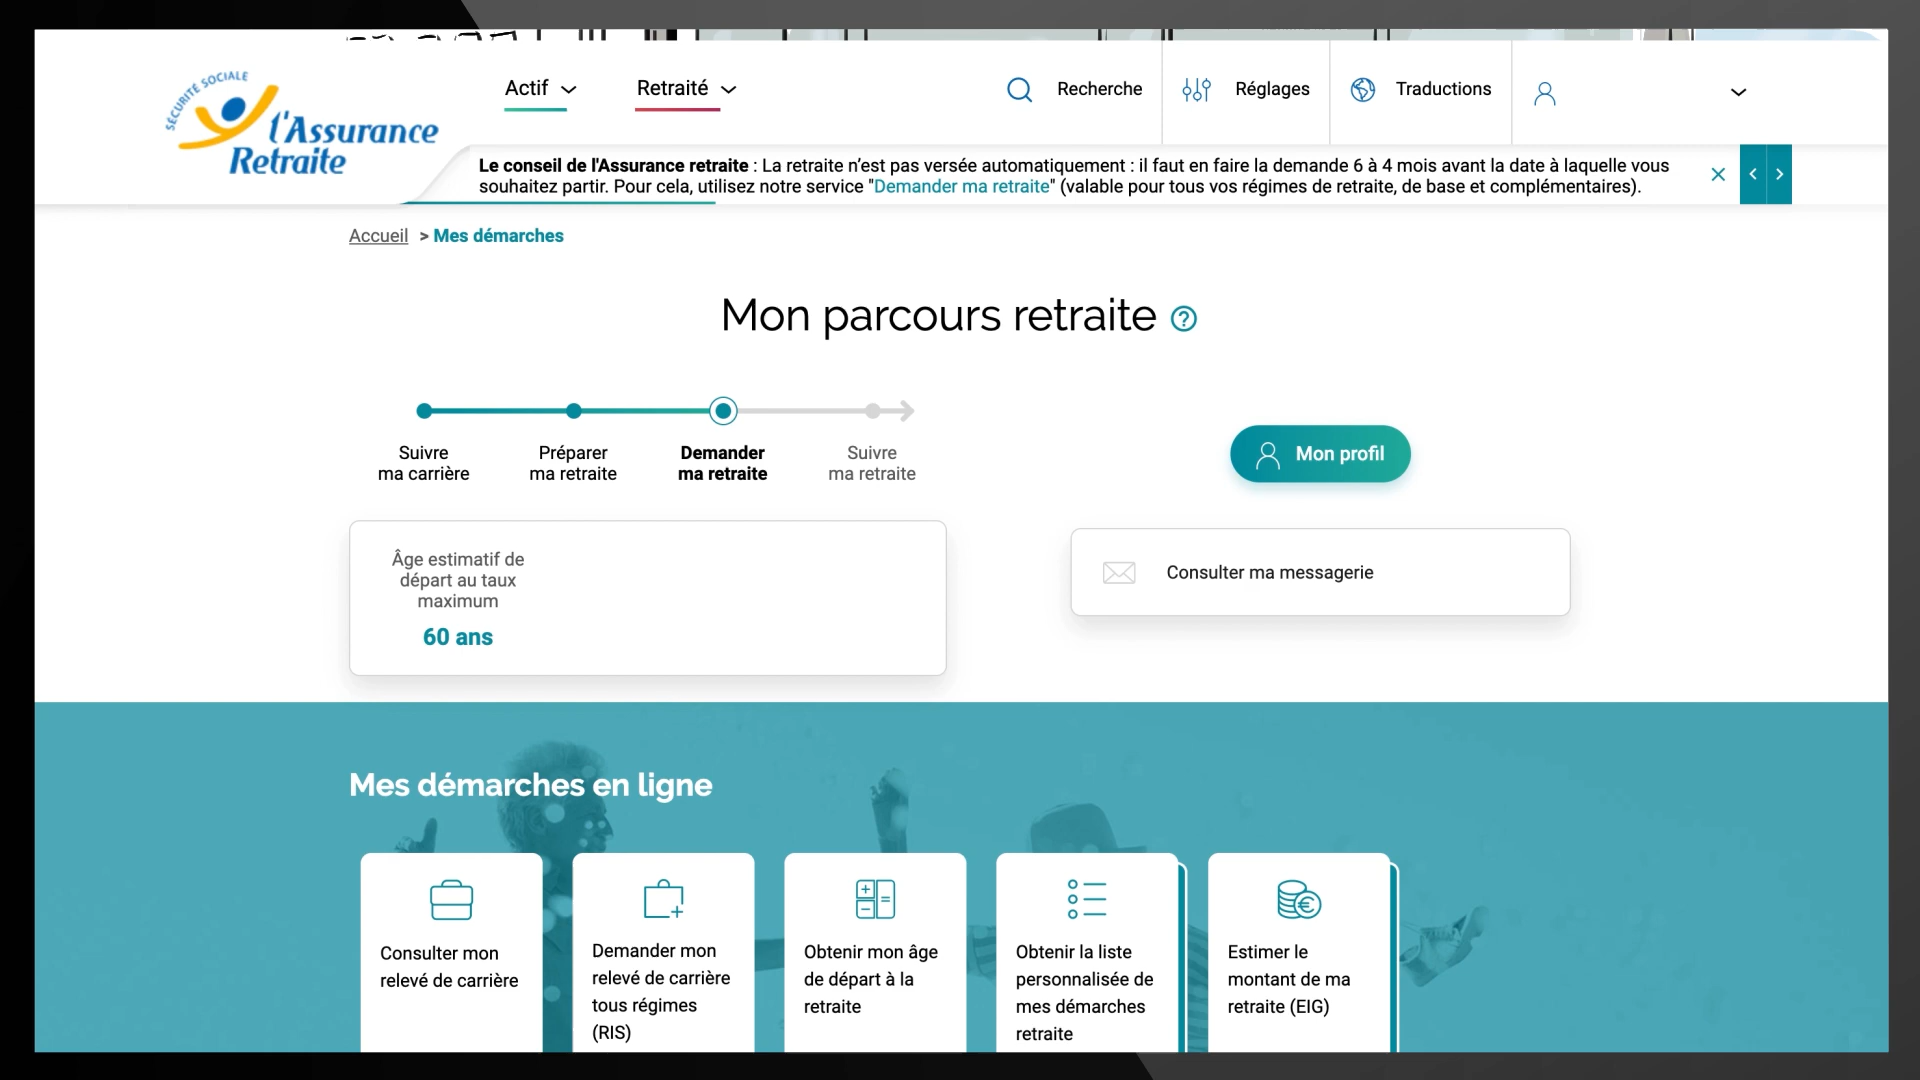 SÉCURITÉ SOCIALE
l'Assurance
Retraite
Actif
Retraité
Recherche
Réglages
Traductions
Le conseil de l'Assurance retraite : La retraite n’est pas versée automatiquement : il faut en faire la demande 6 à 4 mois avant la date à laquelle vous
souhaitez partir. Pour cela, utilisez notre service "Demander ma retraite" (valable pour tous vos régimes de retraite, de base et complémentaires).
Accueil > Mes démarches
Mon parcours retraite ?
Suivre
ma carrière
Préparer
ma retraite
Demander
ma retraite
Suivre
ma retraite
Mon profil
Âge estimatif de
départ au taux
maximum
60 ans
Consulter ma messagerie
Mes démarches en ligne
Consulter mon
relevé de carrière
Demander mon
relevé de carrière
tous régimes
(RIS)
Obtenir mon âge
de départ à la
retraite
Obtenir la liste
personnalisée de
mes démarches
retraite
Estimer le
montant de ma
retraite (EIG)